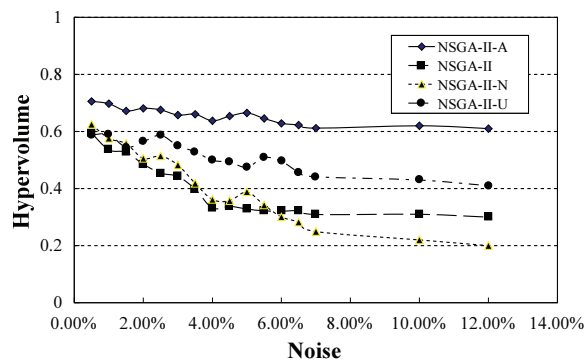 1
0.8
0.6
0.4
0.2
0
Hypervolume
NSGA-II-A
NSGA-II
NSGA-II-N
NSGA-II-U
0.00% 2.00% 4.00% 6.00% 8.00% 10.00% 12.00% 14.00%
Noise